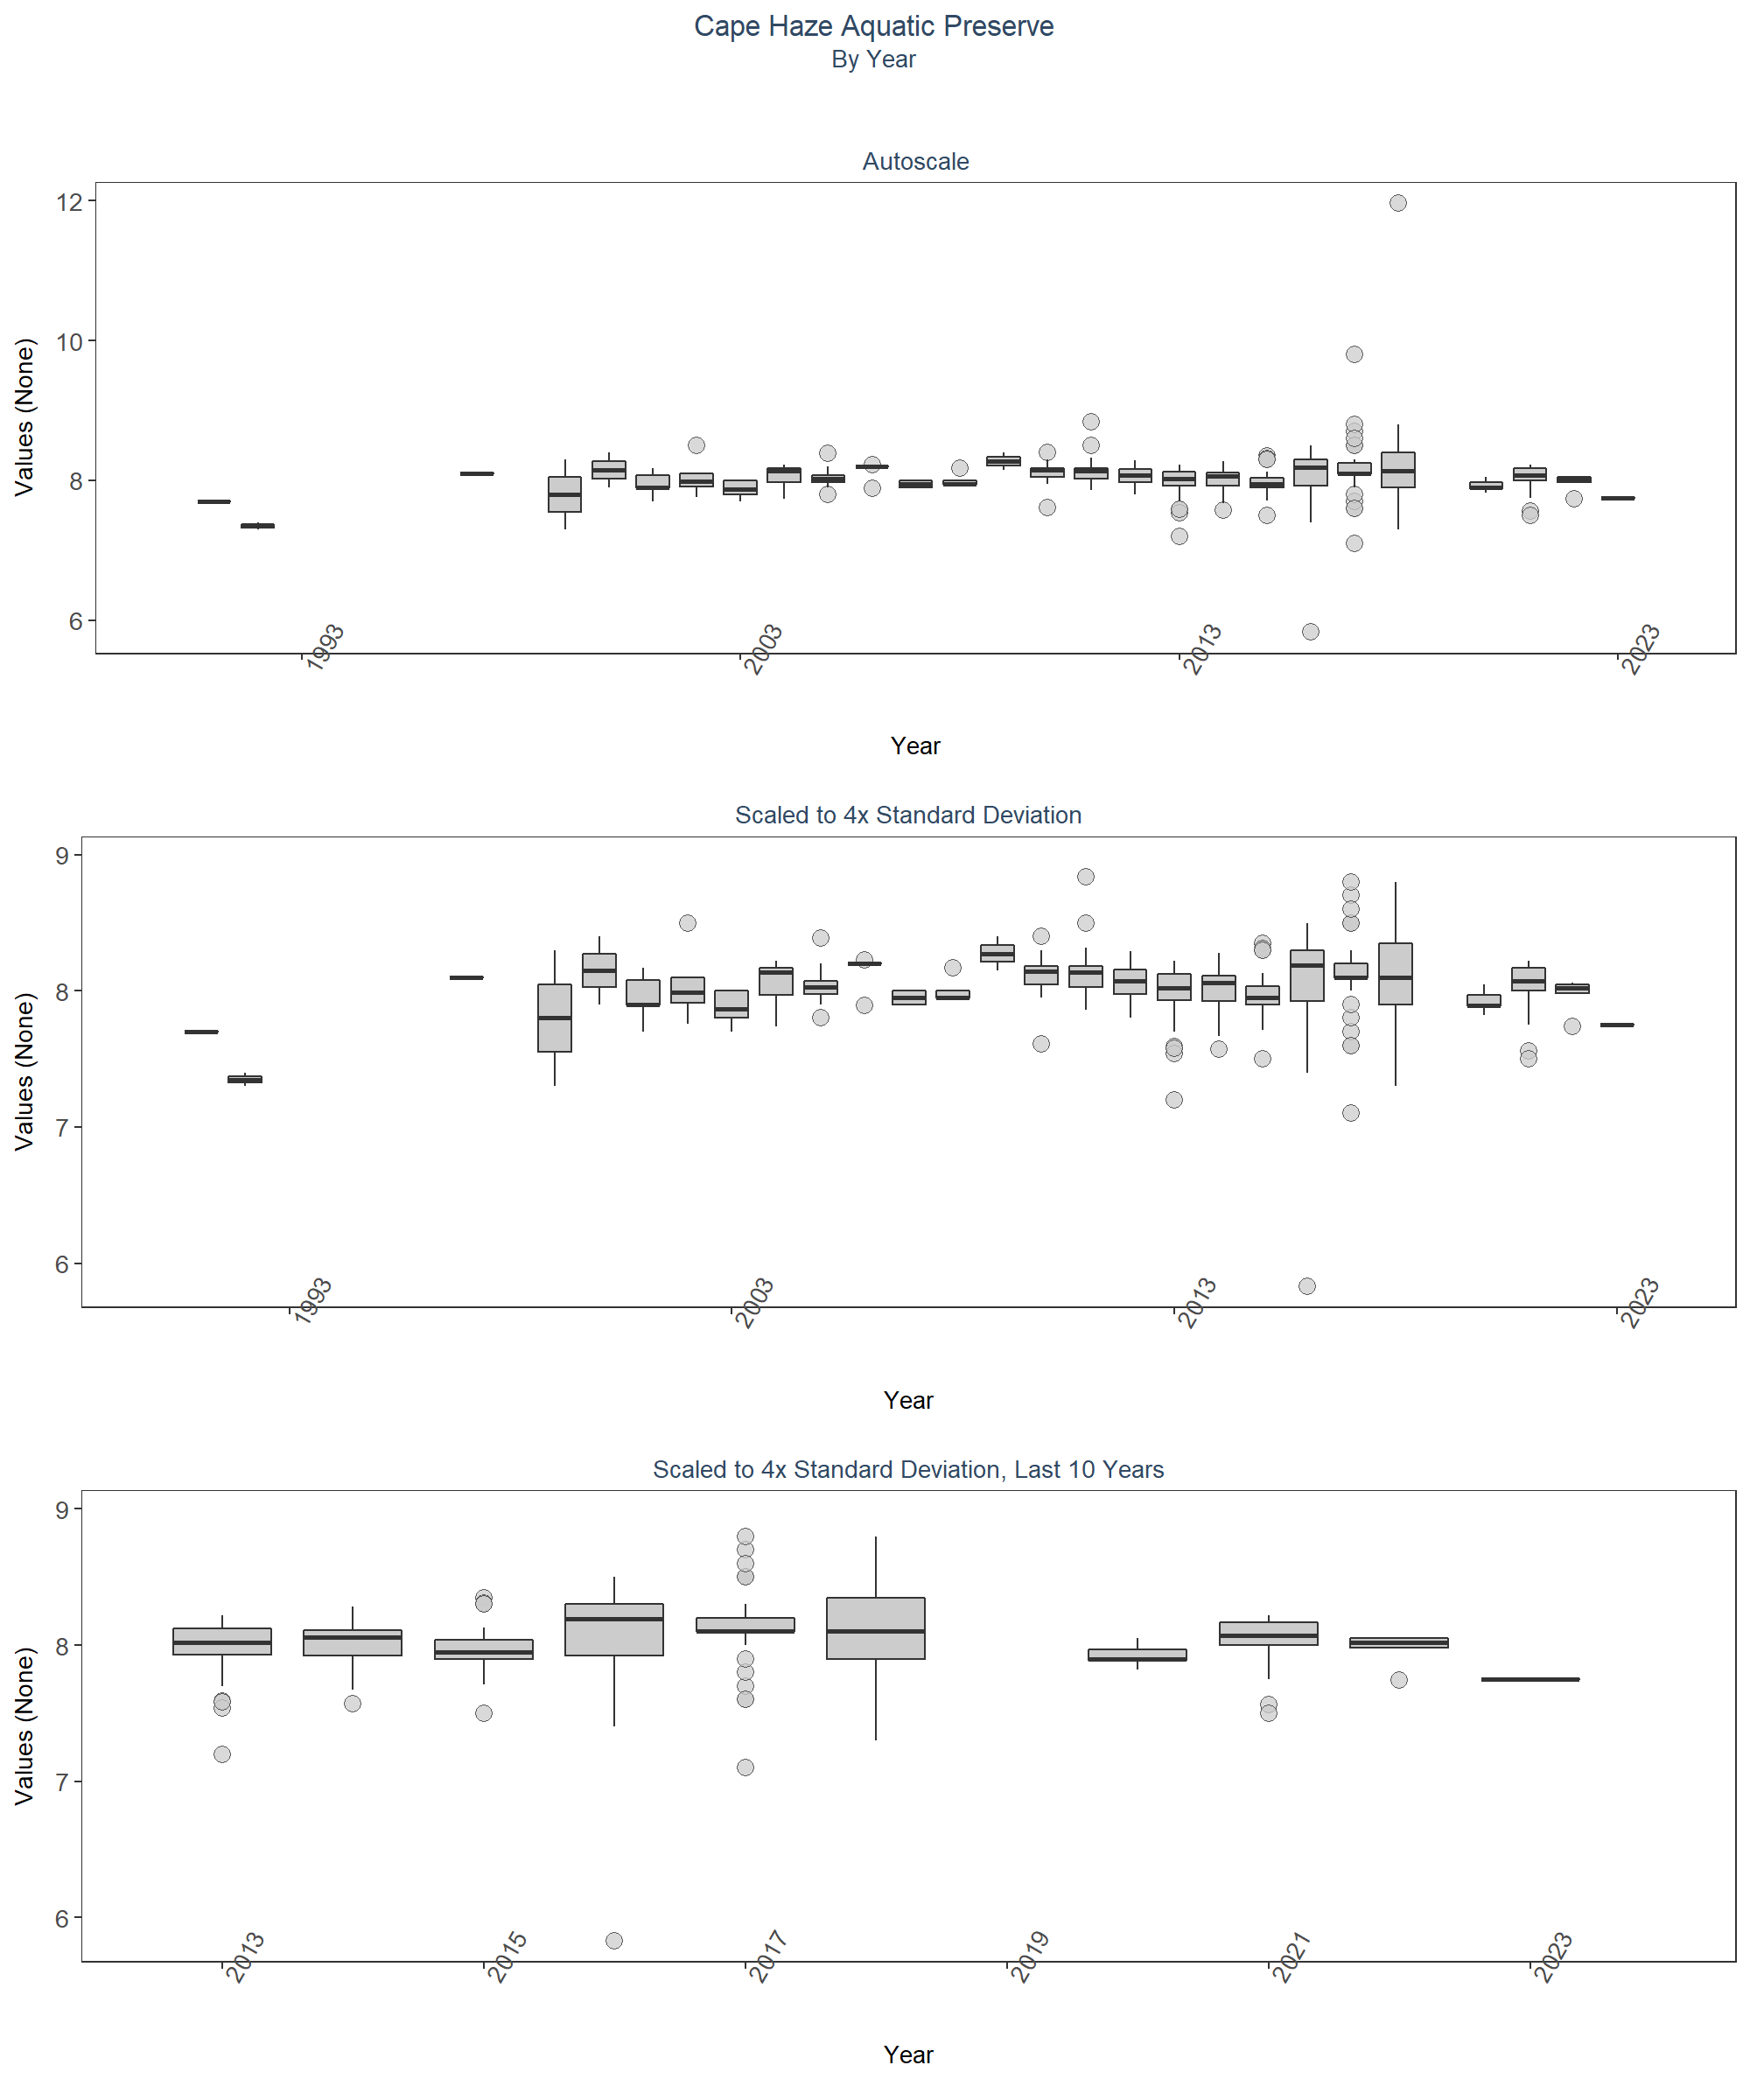 Cape Haze Aquatic Preserve
By Year
Autoscale
Values (None)
12
10
8
6
1993
2003
2013
2023
Year
Scaled to 4x Standard Deviation
Values (None)
9
8
7
6
1993
2003
2013
2023
Year
Scaled to 4x Standard Deviation, Last 10 Years
Values (None)
9
8
7
6
2013
2015
2017
2019
2021
2023
Year